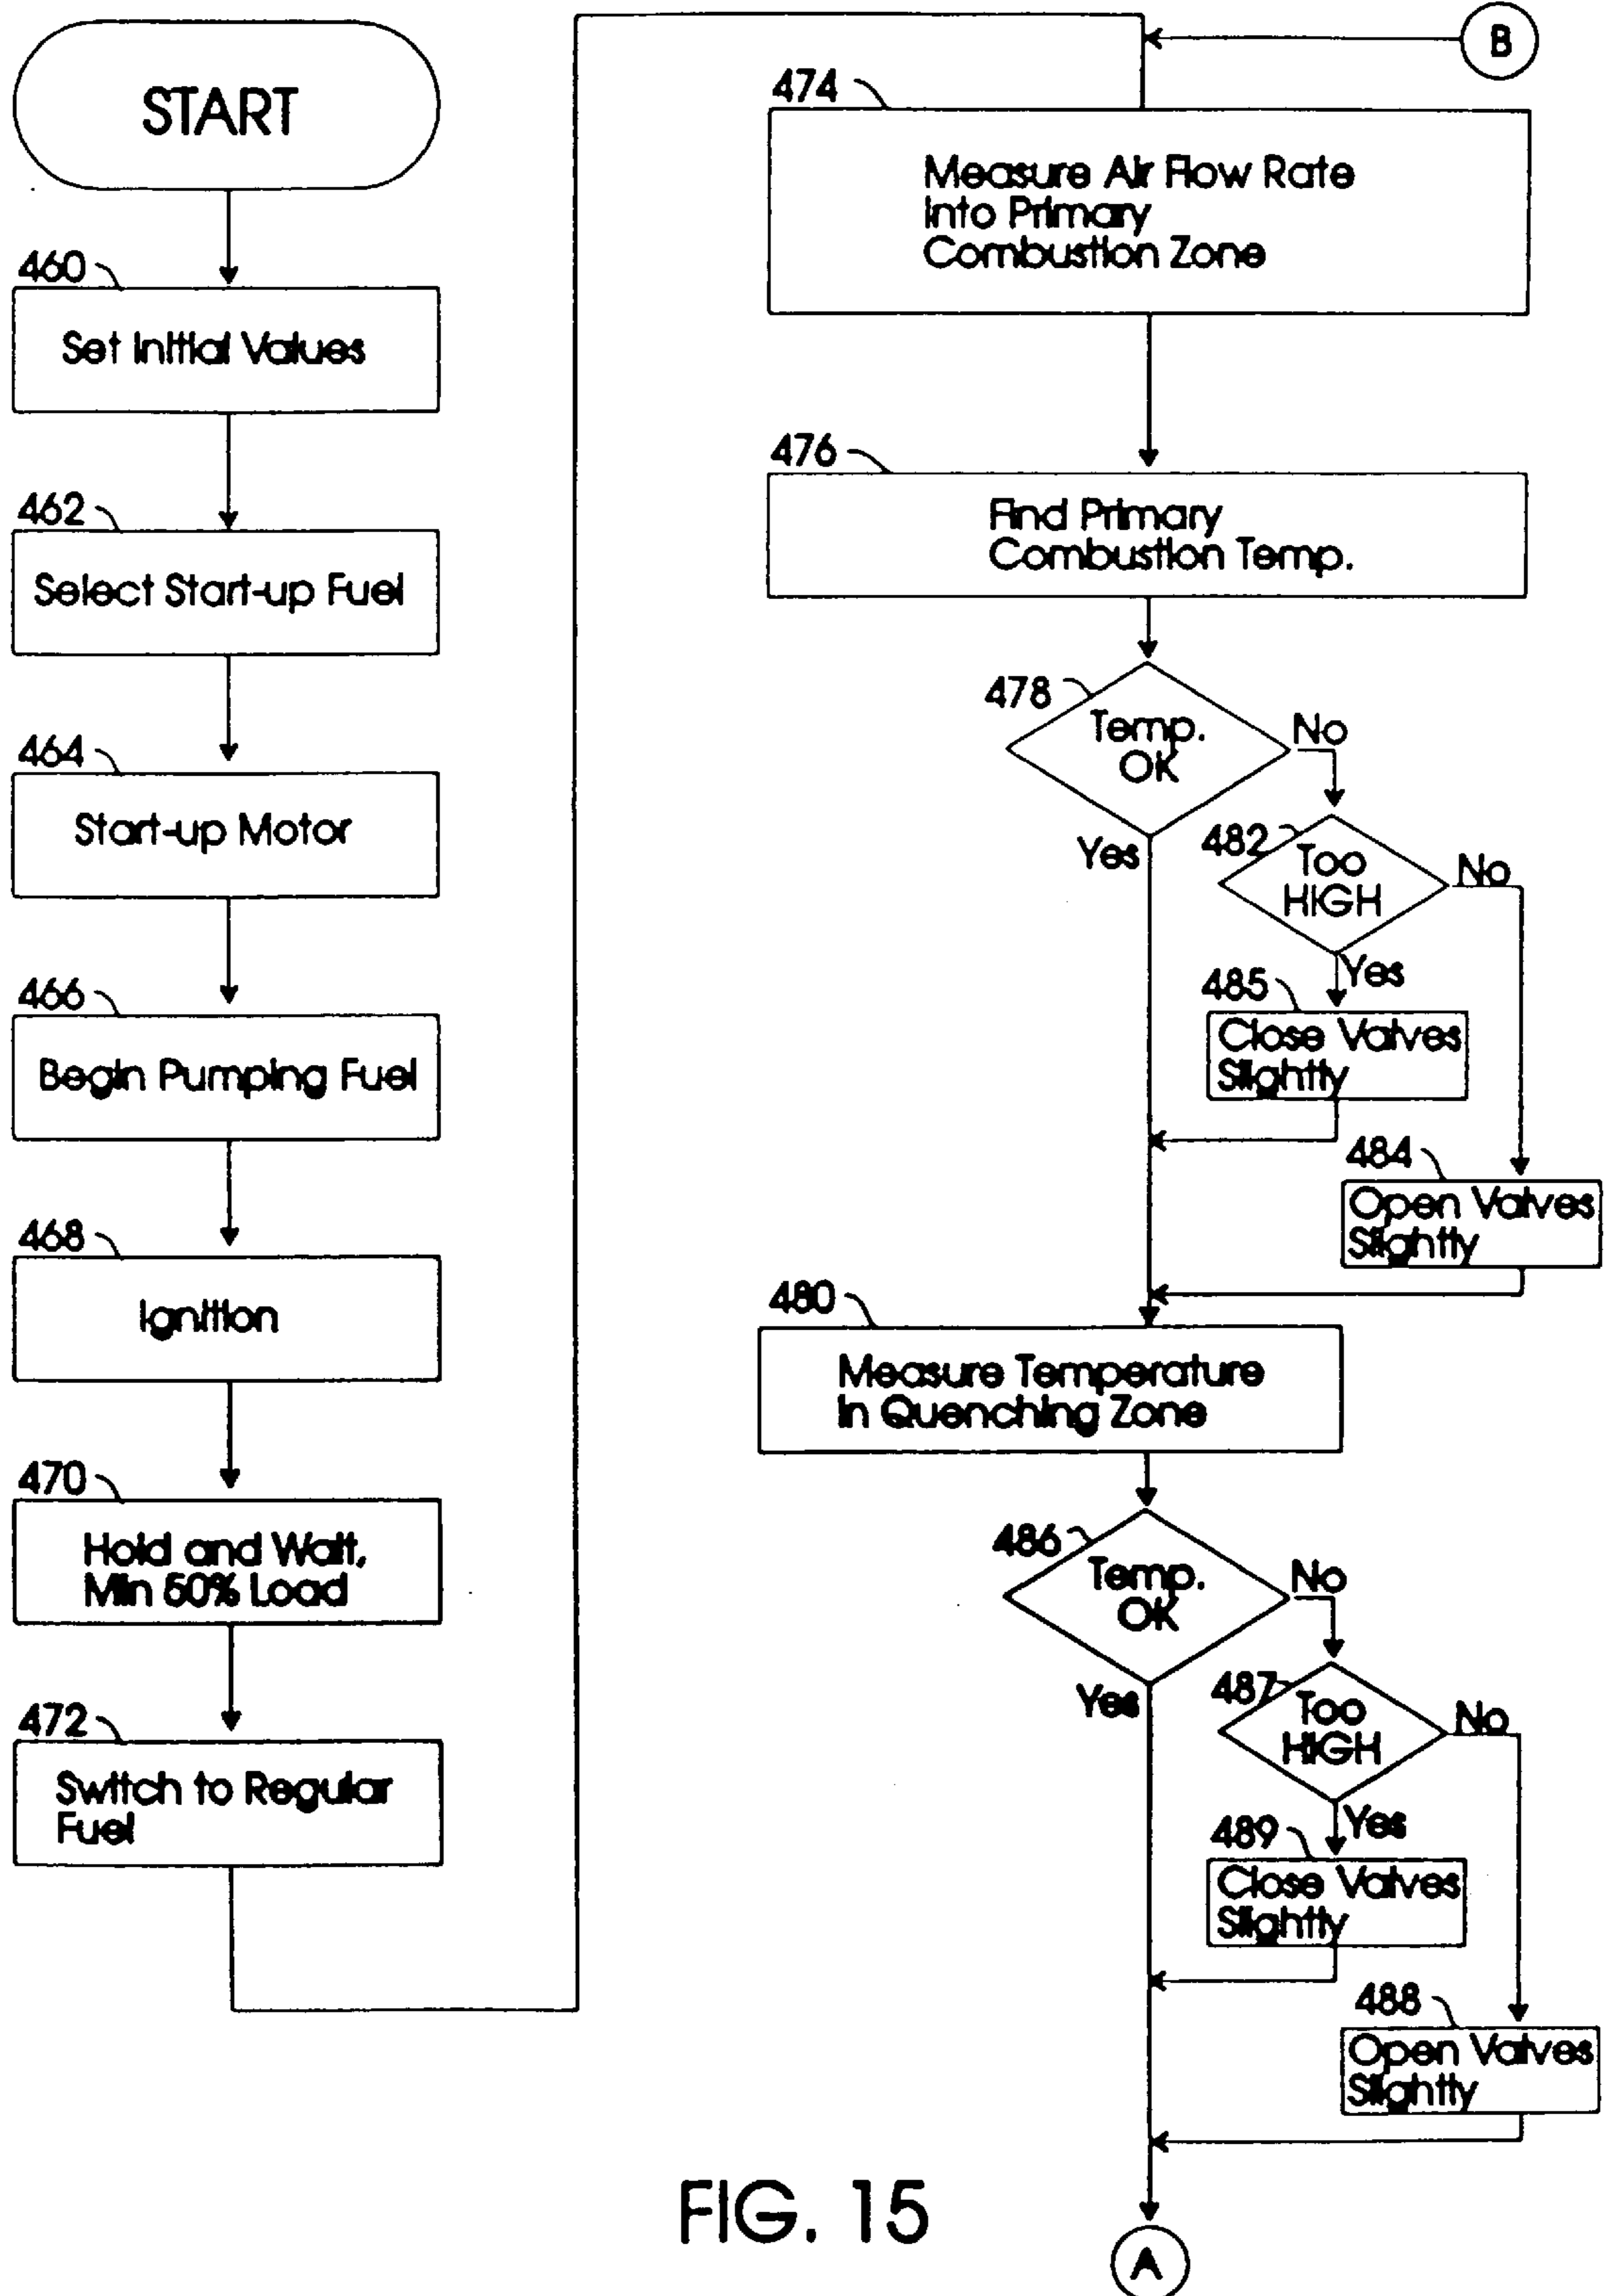 START
460
Set Initial Values
462
Select Start-up Fuel
464
Start-up Motor
466
Begin Pumping Fuel
468
Ignition
470
Hold and Wait,
Min 50% Load
472
Switch to Regular
Fuel
B
474
Measure Air Flow Rate
Into Primary
Combustion Zone
476
Find Primary
Combustion Temp.
478
Temp.
OK
No
Yes
482
Too
HIGH
No
Yes
485
Close Valves
Slightly
484
Open Valves
Slightly
480
Measure Temperature
In Quenching Zone
486
Temp.
OK
No
Yes
487
Too
HIGH
No
Yes
489
Close Valves
Slightly
488
Open Valves
Slightly
A
FIG. 15